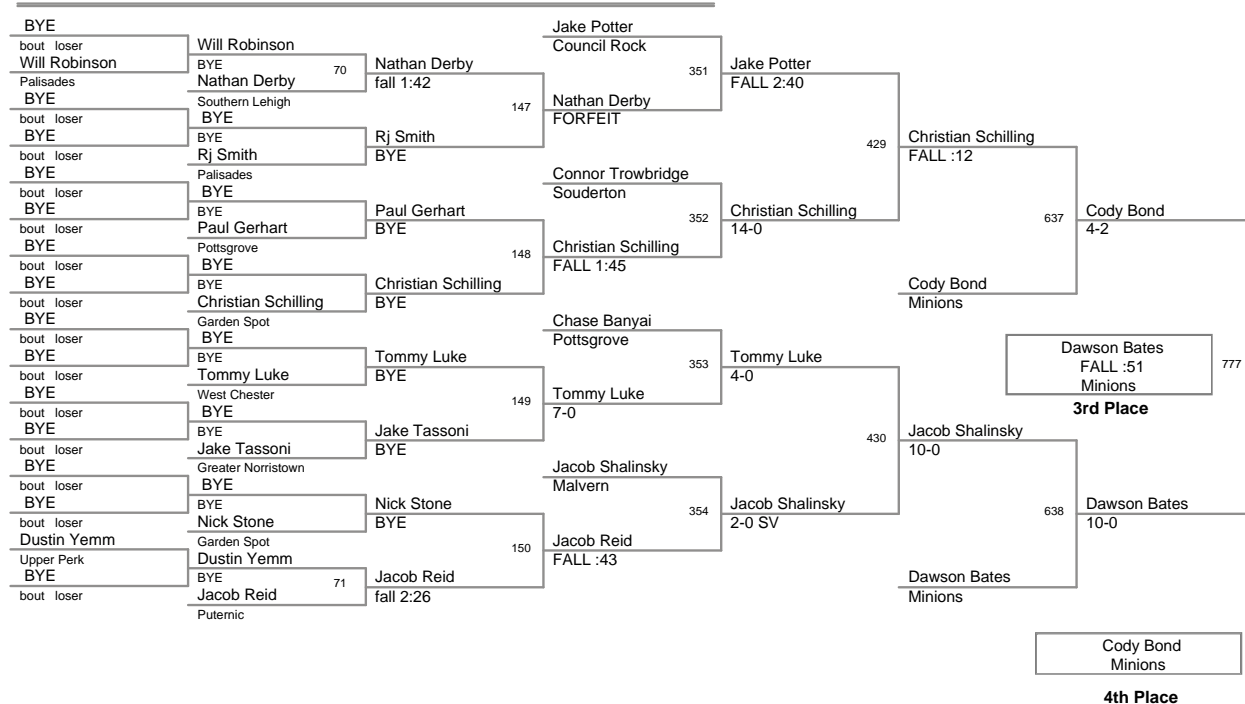 BYE
bout loser
Will Robinson
Palisades
BYE
bout loser
BYE
bout loser
BYE
bout loser
BYE
bout loser
BYE
bout loser
BYE
bout loser
BYE
bout loser
BYE
bout loser
BYE
bout loser
BYE
bout loser
BYE
bout loser
BYE
bout loser
Dustin Yemm
Upper Perk
BYE
bout loser
Will Robinson
BYE
70
Nathan Derby
Southern Lehigh
BYE
BYE
Rj Smith
Palisades
BYE
BYE
Paul Gerhart
Pottsgrove
BYE
BYE
Christian Schilling
Garden Spot
BYE
BYE
Tommy Luke
West Chester
BYE
BYE
Jake Tassoni
Greater Norristown
BYE
BYE
Nick Stone
Garden Spot
Dustin Yemm
BYE
71
Jacob Reid
Puternic
Nathan Derby
fall 1:42
147
Rj Smith
BYE
Paul Gerhart
BYE
148
Christian Schilling
BYE
Tommy Luke
BYE
149
Jake Tassoni
BYE
Nick Stone
BYE
150
Jacob Reid
fall 2:26
Jake Potter
Council Rock
351
Nathan Derby
FORFEIT
Connor Trowbridge
Souderton
352
Christian Schilling
FALL 1:45
Chase Banyai
Pottsgrove
353
Tommy Luke
7-0
Jacob Shalinsky
Malvern
354
Jacob Reid
FALL :43
Jake Potter
FALL 2:40
429
Christian Schilling
14-0
Tommy Luke
4-0
430
Jacob Shalinsky
2-0 SV
Christian Schilling
FALL :12
637
Cody Bond
Minions
Jacob Shalinsky
10-0
638
Dawson Bates
Minions
Cody Bond
4-2
Dawson Bates
FALL :51
Minions
777
3rd Place
Dawson Bates
10-0
Cody Bond
Minions
4th Place